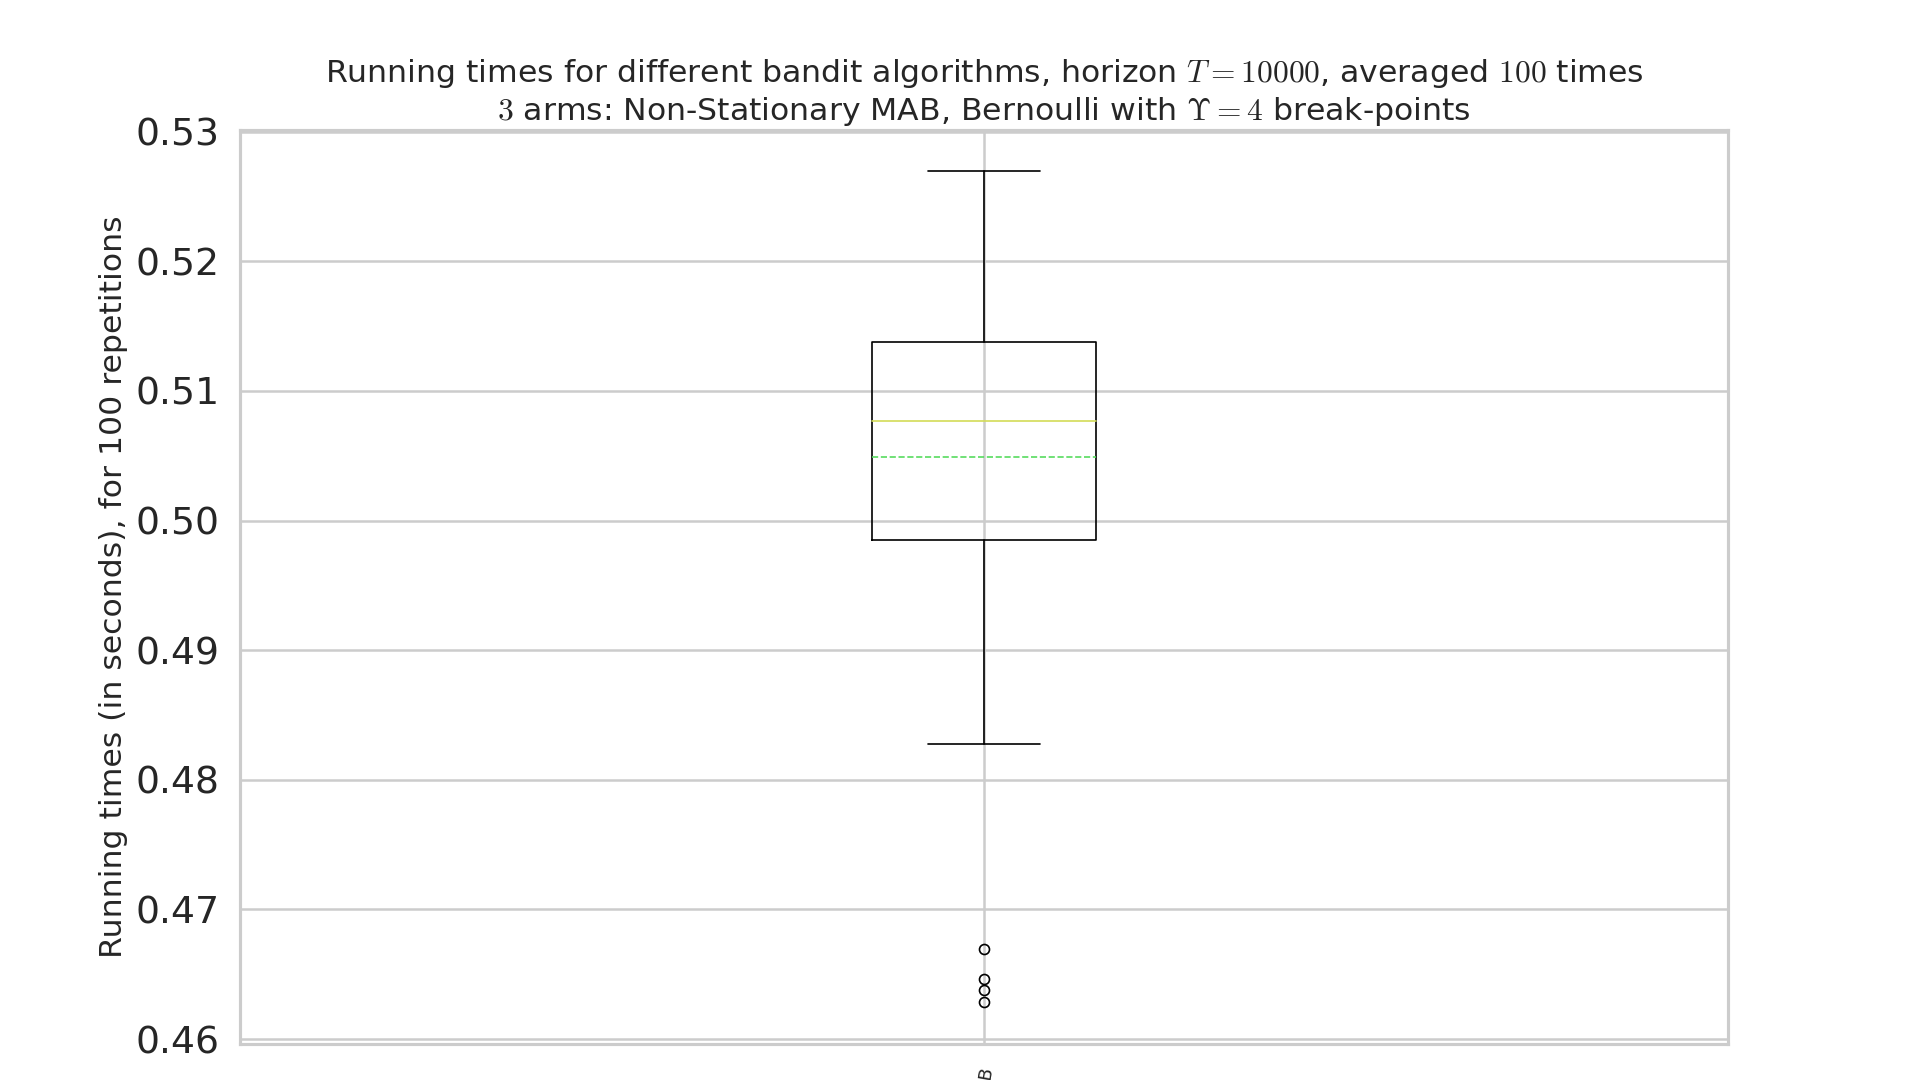 Running times for different bandit algorithms, horizon T = 10000, averaged 100 times
3 arms: Non-Stationary MAB, Bernoulli with Υ = 4 break-points
Running times (in seconds), for 100 repetitions
0.53
0.52
0.51
0.50
0.49
0.48
0.47
0.46
B